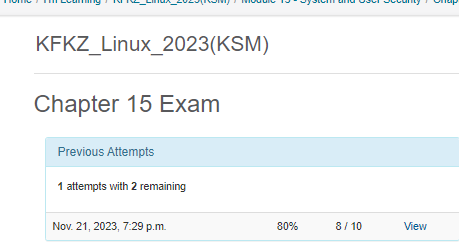 Home / I'm Learning / KFKZ_Linux_2023(KSM) / Module 15 - System and User Security / Chap
KFKZ_Linux_2023(KSM)
Chapter 15 Exam
Previous Attempts
1 attempts with 2 remaining
Nov. 21, 2023, 7:29 p.m. 80% 8 / 10 View